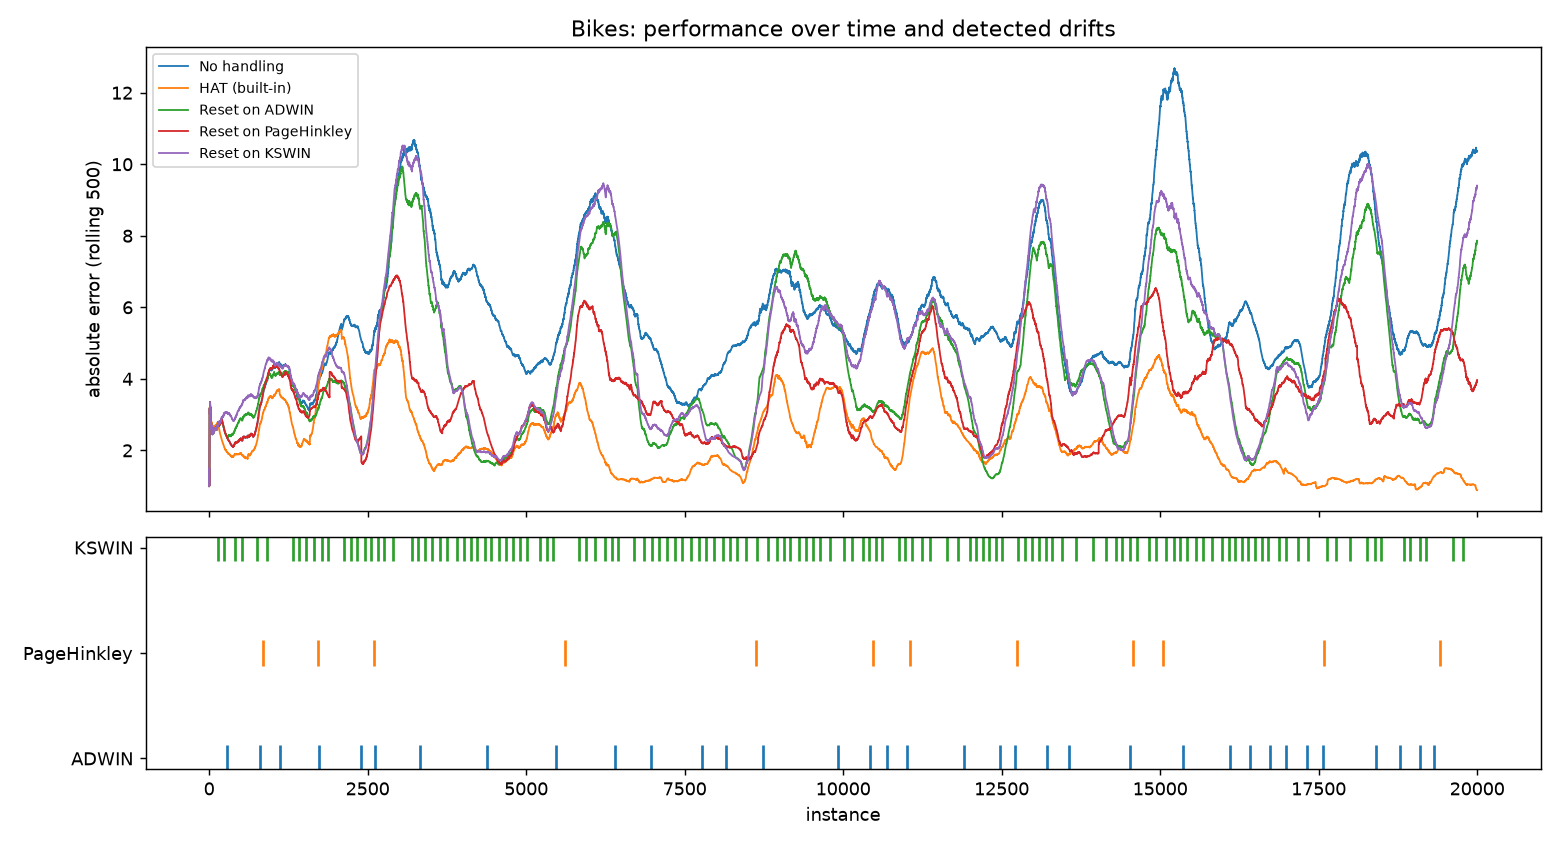 Bikes: performance over time and detected drifts
absolute error (rolling 500)
12
10
8
6
4
2
No handling
HAT (built-in)
Reset on ADWIN
Reset on PageHinkley
Reset on KSWIN
KSWIN
PageHinkley
ADWIN
0
2500
5000
7500
10000
12500
15000
17500
20000
instance